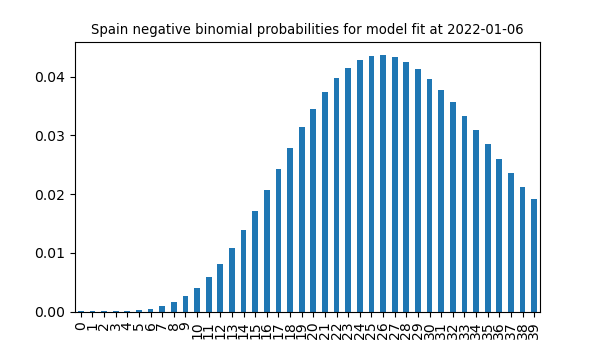 Spain negative binomial probabilities for model fit at 2022-01-06
0.04
0.03
0.02
0.01
0.00
0 1 2 3 4 5 6 7 8 9 10 11 12 13 14 15 16 17 18 19 20 21 22 23 24 25 26 27 28 29 30 31 32 33 34 35 36 37 38 39